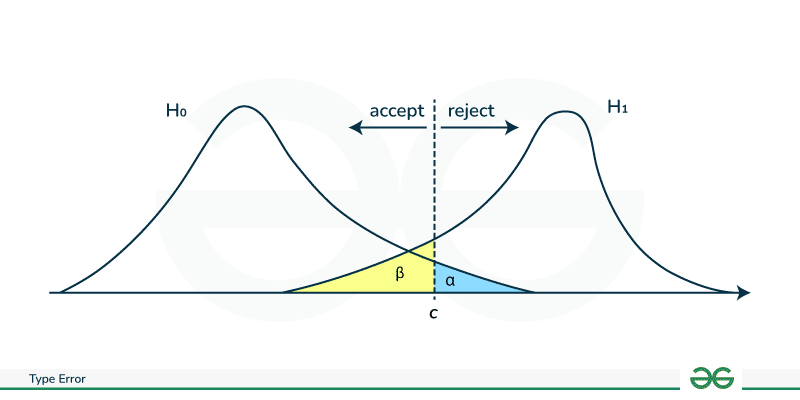 H₀
accept
reject
H₁
β
α
c
Type Error